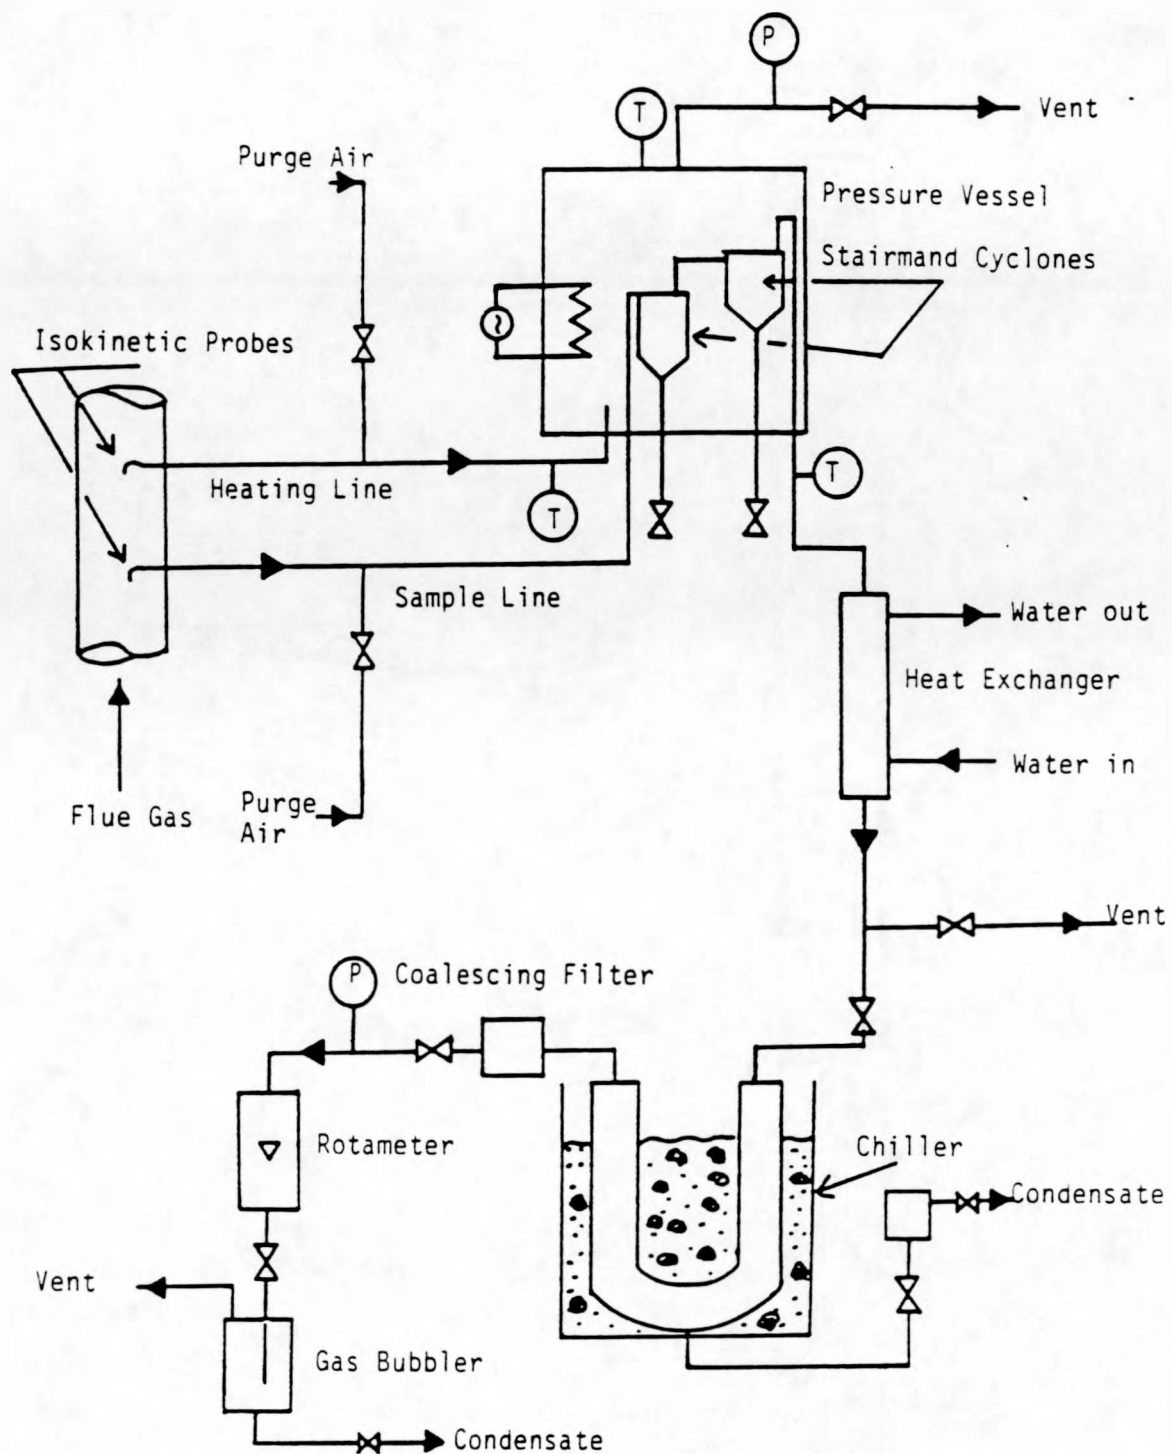 P
Vent
T
Purge Air
Pressure Vessel
Stairmand Cyclones
Isokinetic Probes
Heating Line
T
T
Sample Line
Water out
Heat Exchanger
Water in
Flue Gas
Purge
Air
Vent
P
Coalescing Filter
Rotameter
Chiller
Condensate
Vent
Gas Bubbler
Condensate